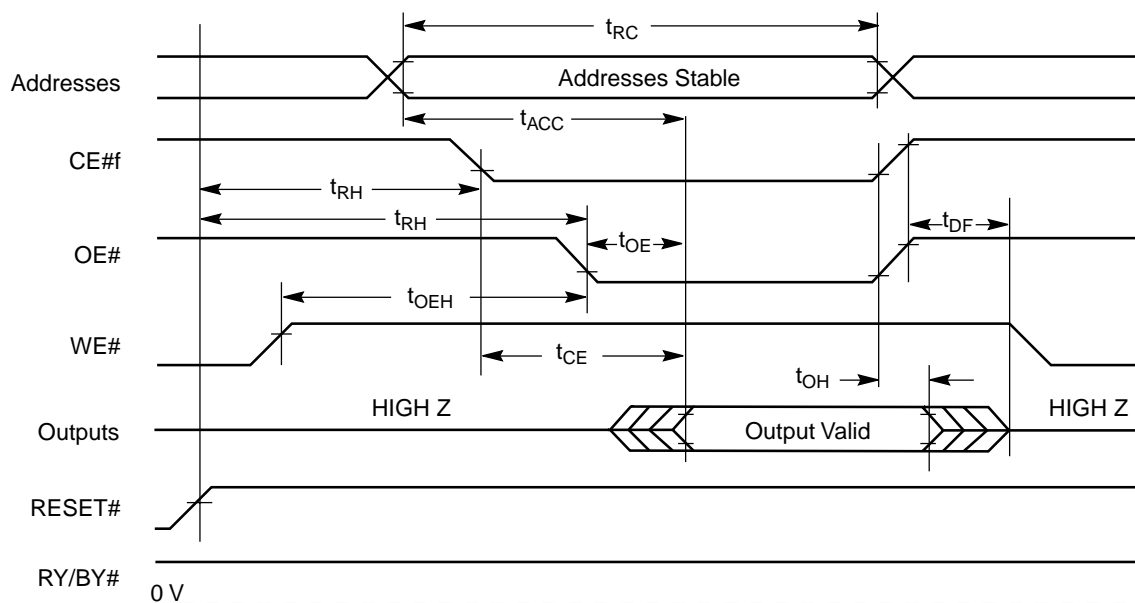 tRC
Addresses
Addresses Stable
tACC
CE#f
tRH
tRH
tDF
OE#
tOE
tOEH
WE#
tCE
tOH
HIGH Z
HIGH Z
Outputs
Output Valid
RESET#
RY/BY#
0 V